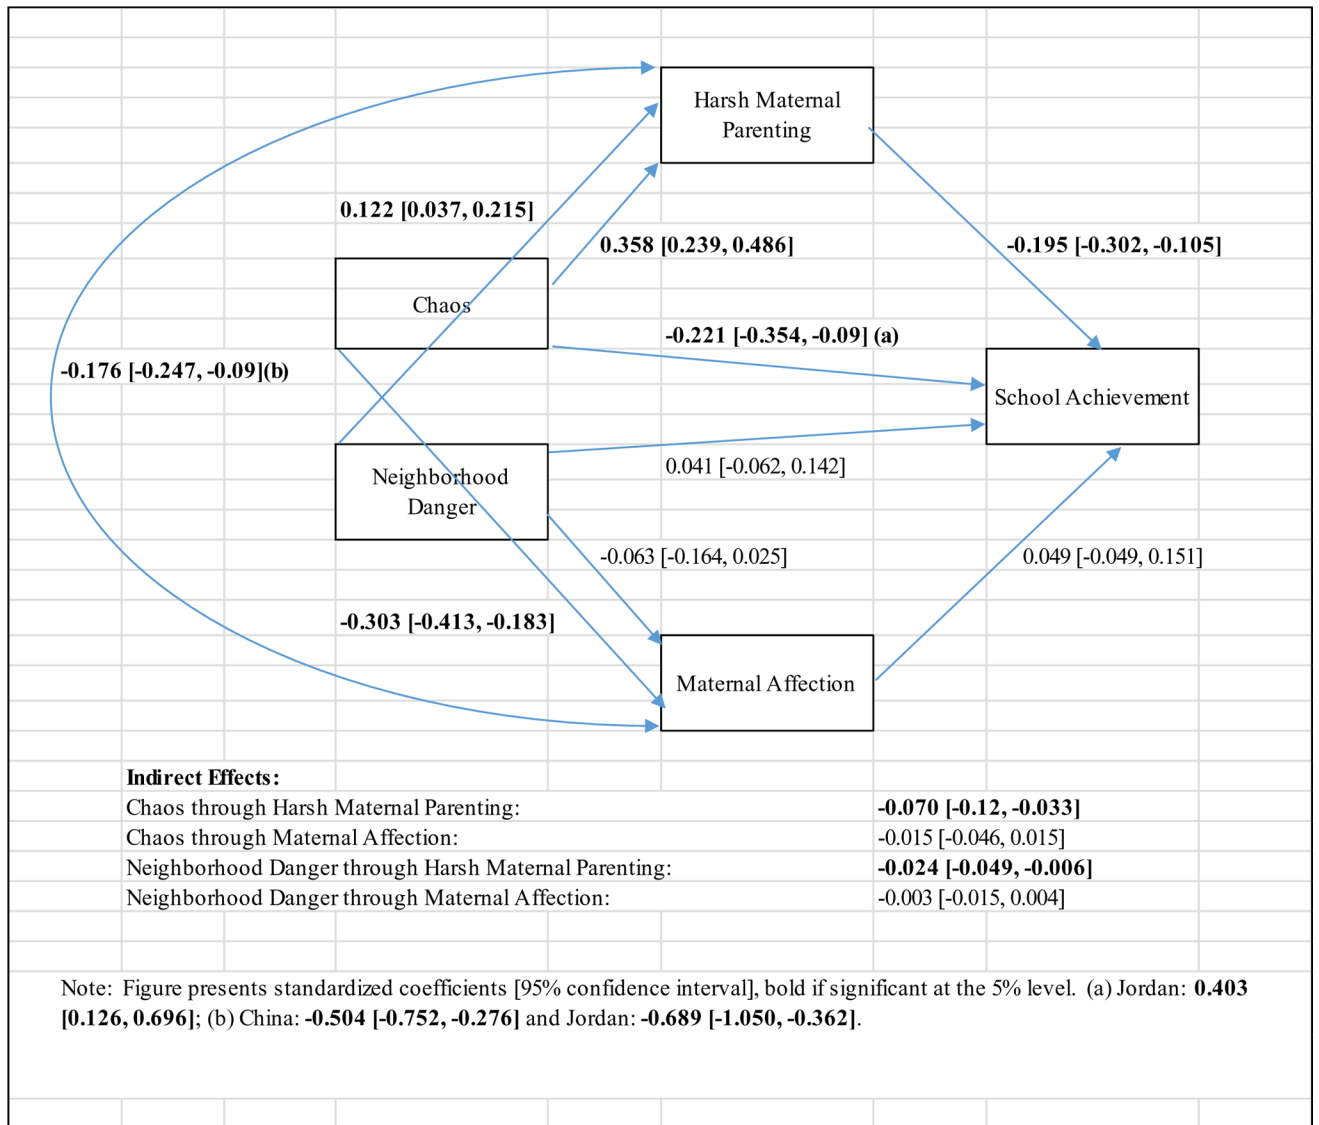 Harsh Maternal
Parenting
0.122 [0.037, 0.215]
0.358 [0.239, 0.486]
-0.195 [-0.302, -0.105]
Chaos
-0.221 [-0.354, -0.09] (a)
-0.176 [-0.247, -0.09](b)
School Achievement
Neighborhood
Danger
0.041 [-0.062, 0.142]
-0.063 [-0.164, 0.025]
0.049 [-0.049, 0.151]
-0.303 [-0.413, -0.183]
Maternal Affection
Indirect Effects:
Chaos through Harsh Maternal Parenting: -0.070 [-0.12, -0.033]
Chaos through Maternal Affection: -0.015 [-0.046, 0.015]
Neighborhood Danger through Harsh Maternal Parenting: -0.024 [-0.049, -0.006]
Neighborhood Danger through Maternal Affection: -0.003 [-0.015, 0.004]
Note: Figure presents standardized coefficients [95% confidence interval], bold if significant at the 5% level. (a) Jordan: 0.403
[0.126, 0.696]; (b) China: -0.504 [-0.752, -0.276] and Jordan: -0.689 [-1.050, -0.362].